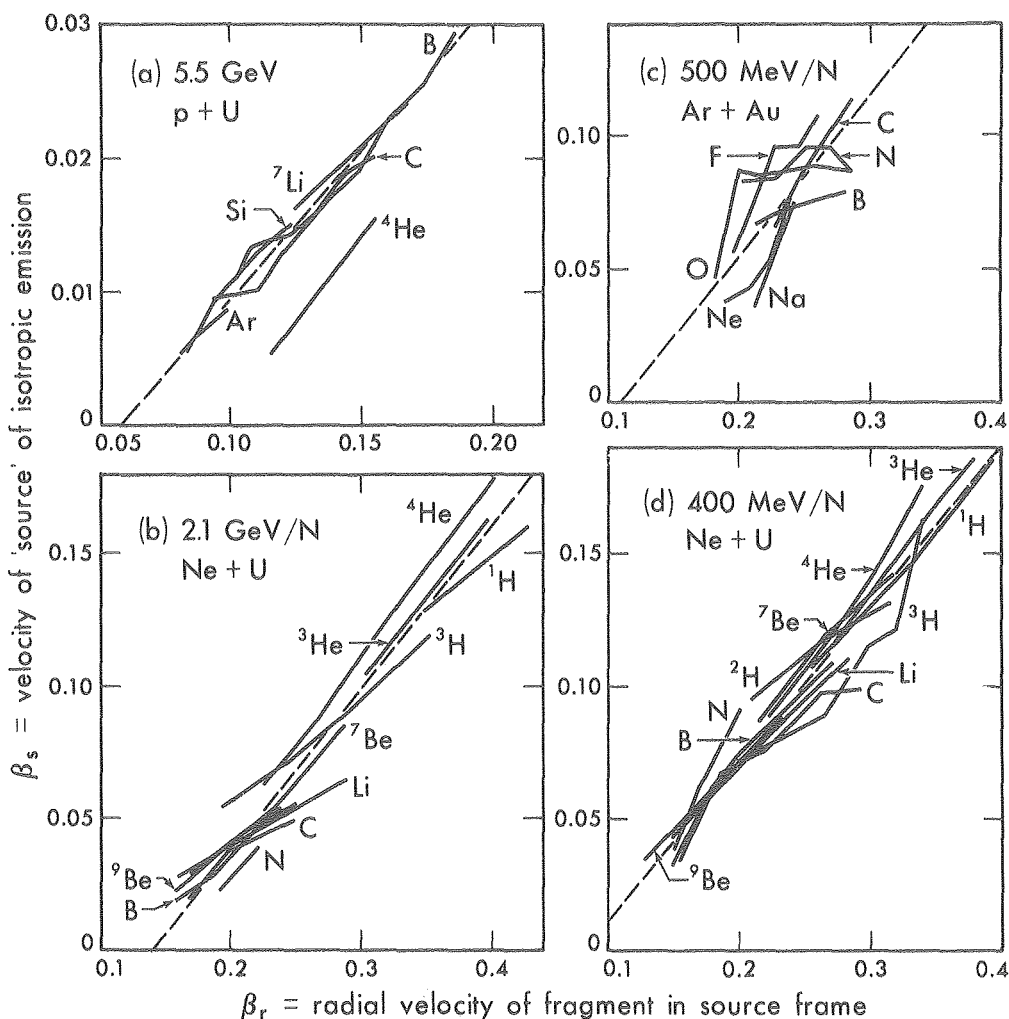 βs = velocity of 'source' of isotropic emission
0.03
0.02
0.01
0
(a) 5.5 GeV
p + U
B
C
⁷Li
Si
⁴He
Ar
0.05
0.10
0.15
0.20
(c) 500 MeV/N
Ar + Au
0.10
0.05
0
C
F
N
B
O
Ne
Na
0.1
0.2
0.3
0.4
(b) 2.1 GeV/N
Ne + U
0.15
0.10
0.05
0
⁴He
¹H
³He
³H
⁷Be
Li
C
N
⁹Be
B
0.1
0.2
0.3
0.4
(d) 400 MeV/N
Ne + U
0.15
0.10
0.05
0
³He
¹H
⁴He
⁷Be
³H
²H
Li
N
C
B
⁹Be
0.1
0.2
0.3
0.4
βr = radial velocity of fragment in source frame